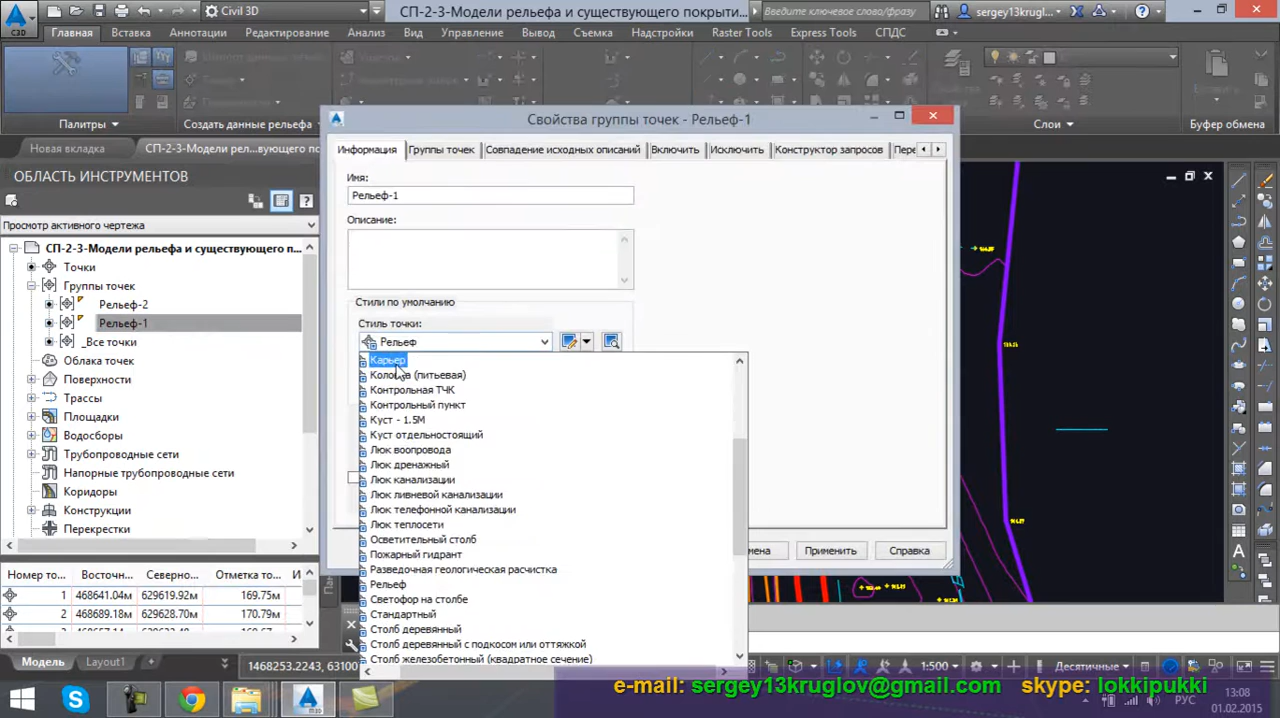 Civil 3D
СП-2-3-Модели рельефа и существующего покрыти...
Введите ключевое слово/фразу
sergey13kruglo...
C3D
Главная Вставка Аннотации Редактирование Анализ Вид Управление Вывод Съемка Надстройки Raster Tools Express Tools СПДС
Палитры
Создать данные рельефа
Слои
Буфер обмена
Новая вкладка
СП-2-3-Модели рел...ествующего по
ОБЛАСТЬ ИНСТРУМЕНТОВ
Просмотр активного чертежа
СП-2-3-Модели рельефа и существующего п...
Точки
Группы точек
Рельеф-2
Рельеф-1
_Все точки
Облака точек
Поверхности
Трассы
Площадки
Водосборы
Трубопроводные сети
Напорные трубопроводные сети
Коридоры
Конструкции
Перекрестки
Номер то... Восточн... Северно... Отметка то... И
1 468641.04м 629919.92м 169.75м
2 468689.18м 629628.70м 170.79м
Свойства группы точек - Рельеф-1
Информация Группы точек Совпадение исходных описаний Включить Исключить Конструктор запросов Пере
Имя:
Рельеф-1
Описание:
Стили по умолчанию
Стиль точки:
Рельеф
Карьер
Колонка (питьевая)
Контрольная ТЧК
Контрольный пункт
Куст - 1.5М
Куст отдельностоящий
Люк воопровода
Люк дренажный
Люк канализации
Люк ливневой канализации
Люк телефонной канализации
Люк теплосети
Осветительный столб
Пожарный гидрант
Разведочная геологическая расчистка
Рельеф
Светофор на столбе
Стандартный
Столб деревянный
Столб деревянный с подкосом или оттяжкой
Столб железобетонный (квадратное сечение)
мена Применить Справка
Модель Layout1
1468253.2243, 63100
1:500
Десятичные
e-mail: sergey13kruglov@gmail.com skype: lokkipukki
РУС
13:08
01.02.2015